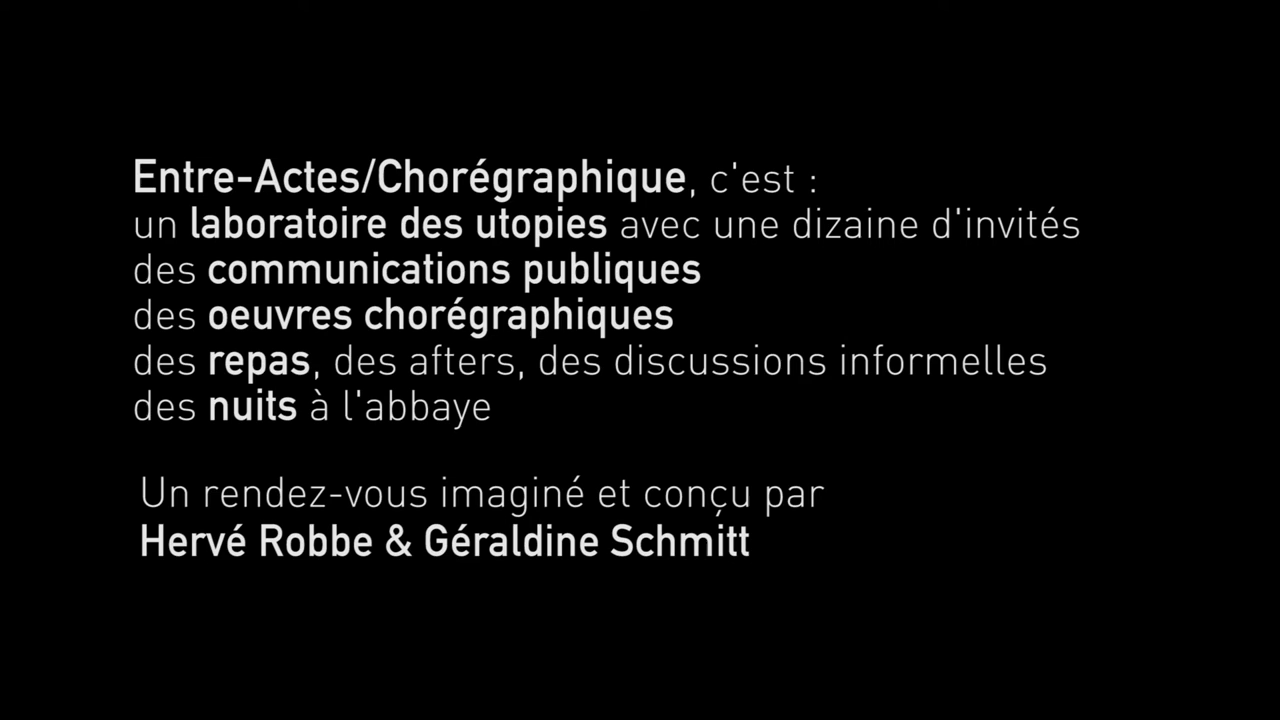 Entre-Actes/Chorégraphique, c'est :
un laboratoire des utopies avec une dizaine d'invités
des communications publiques
des oeuvres chorégraphiques
des repas, des afters, des discussions informelles
des nuits à l'abbaye
Un rendez-vous imaginé et conçu par
Hervé Robbe & Géraldine Schmitt